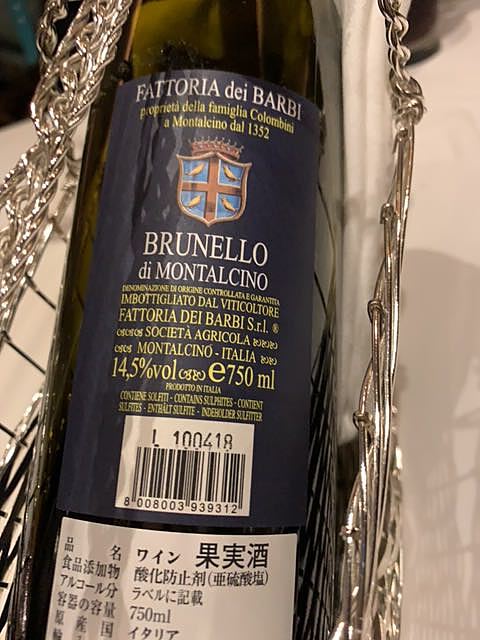 FATTORIA dei BARBI
proprietà della famiglia Colombini
a Montalcino dal 1352
BRUNELLO
di MONTALCINO
DENOMINAZIONE DI ORIGINE CONTROLLATA E GARANTITA
IMBOTTIGLIATO DAL VITICOLTORE
FATTORIA DEI BARBI S.r.l. ®
SOCIETÀ AGRICOLA
MONTALCINO - ITALIA
14,5%vol e 750 ml
PRODOTTO IN ITALIA
CONTIENE SOLFITI - CONTAINS SULPHITES - CONTIENT
SULFITES - ENTHÄLT SULFITE - INDEHOLDER SULFITTER
L 100418
8 008003 939312
品 名 ワイン 果実酒
食品添加物 酸化防止剤(亜硫酸塩)
アルコール分 ラベルに記載
容器の容量 750ml
原産国 イタリア